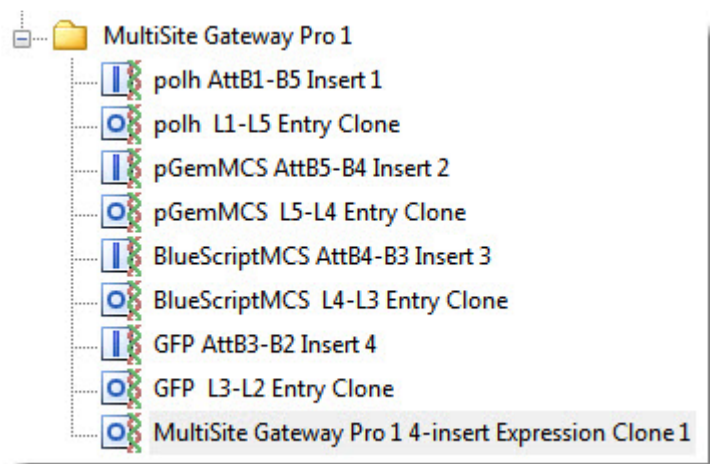 MultiSite Gateway Pro 1
polh AttB1-B5 Insert 1
polh L1-L5 Entry Clone
pGemMCS AttB5-B4 Insert 2
pGemMCS L5-L4 Entry Clone
BlueScriptMCS AttB4-B3 Insert 3
BlueScriptMCS L4-L3 Entry Clone
GFP AttB3-B2 Insert 4
GFP L3-L2 Entry Clone
MultiSite Gateway Pro 1 4-insert Expression Clone 1